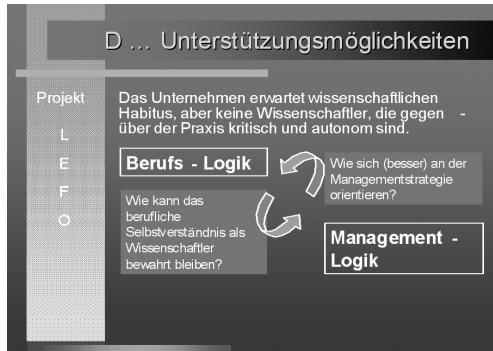 D … Unterstützungsmöglichkeiten
Projekt
L
E
F
O
Das Unternehmen erwartet wissenschaftlichen
Habitus, aber keine Wissenschaftler, die gegen -
über der Praxis kritisch und autonom sind.
Berufs - Logik
Wie sich (besser) an der
Managementstrategie
orientieren?
Wie kann das
berufliche
Selbstverständnis als
Wissenschaftler
bewahrt bleiben?
Management -
Logik